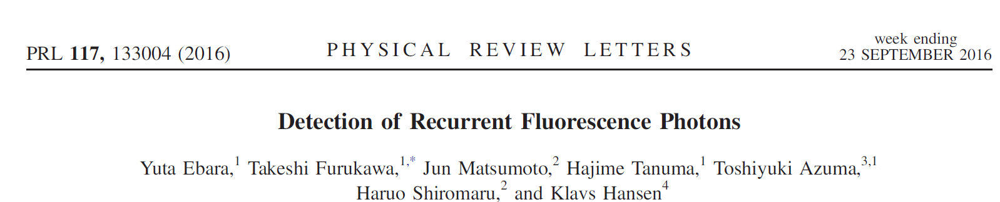 PRL 117, 133004 (2016)
PHYSICAL REVIEW LETTERS
week ending
23 SEPTEMBER 2016
Detection of Recurrent Fluorescence Photons
Yuta Ebara,1 Takeshi Furukawa,1,* Jun Matsumoto,2 Hajime Tanuma,1 Toshiyuki Azuma,3,1
Haruo Shiromaru,2 and Klavs Hansen4